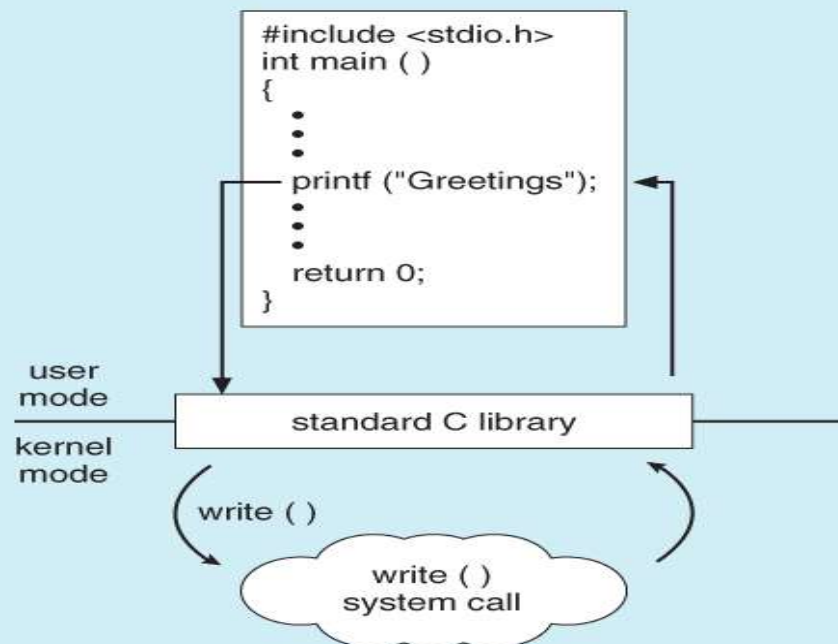 #include <stdio.h>
int main ( )
{
•
•
•
printf ("Greetings");
•
•
•
return 0;
}
user
mode
standard C library
kernel
mode
write ( )
write ( )
system call